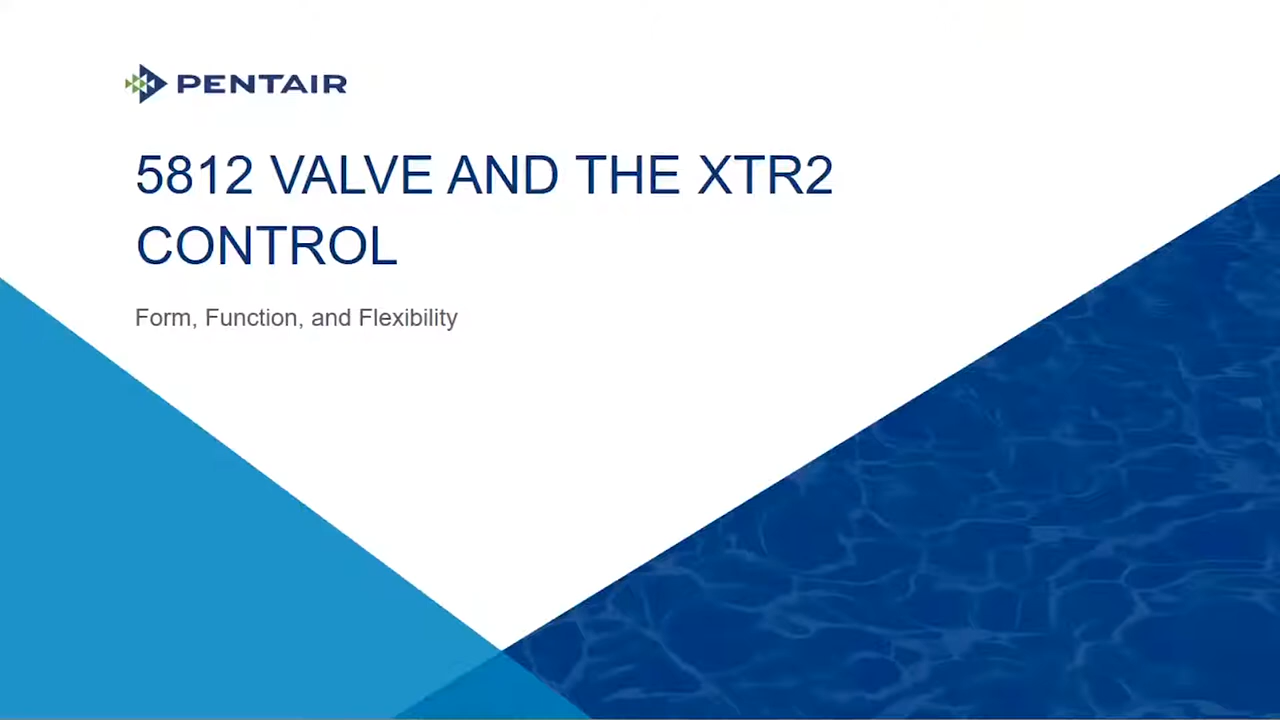 PENTAIR
5812 VALVE AND THE XTR2
CONTROL
Form, Function, and Flexibility